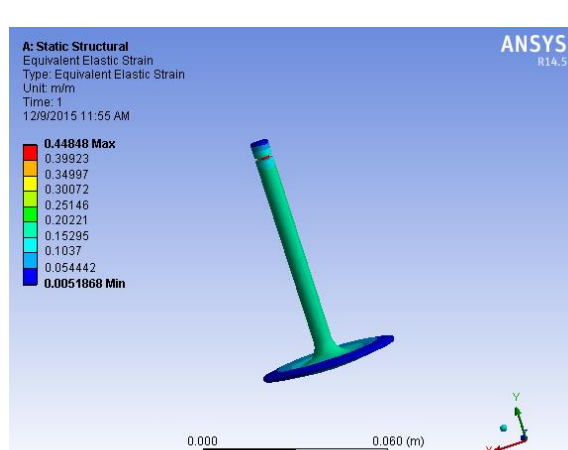 A: Static Structural
Equivalent Elastic Strain
Type: Equivalent Elastic Strain
Unit: m/m
Time: 1
12/9/2015 11:55 AM
0.44848 Max
0.39923
0.34997
0.30072
0.25146
0.20221
0.15295
0.1037
0.054442
0.0051868 Min
ANSYS
R14.5
0.000
0.060 (m)
Y
X